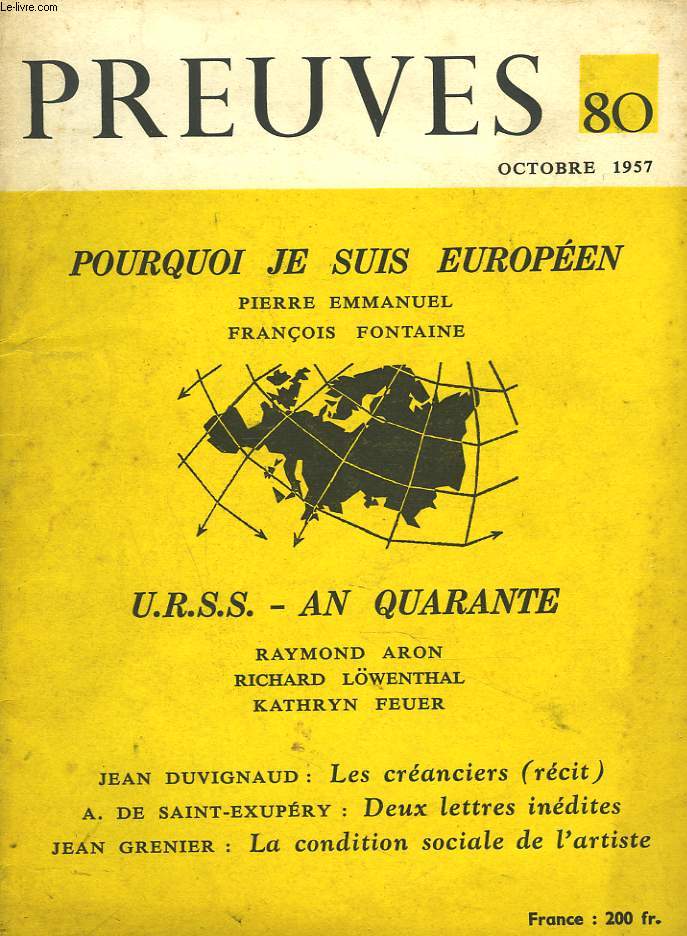 Le-livre.com
PREUVES 80
OCTOBRE 1957
POURQUOI JE SUIS EUROPÉEN
PIERRE EMMANUEL
FRANÇOIS FONTAINE
U.R.S.S. - AN QUARANTE
RAYMOND ARON
RICHARD LÖWENTHAL
KATHRYN FEUER
JEAN DUVIGNAUD : Les créanciers (récit)
A. DE SAINT-EXUPÉRY : Deux lettres inédites
JEAN GRENIER : La condition sociale de l'artiste
France : 200 fr.